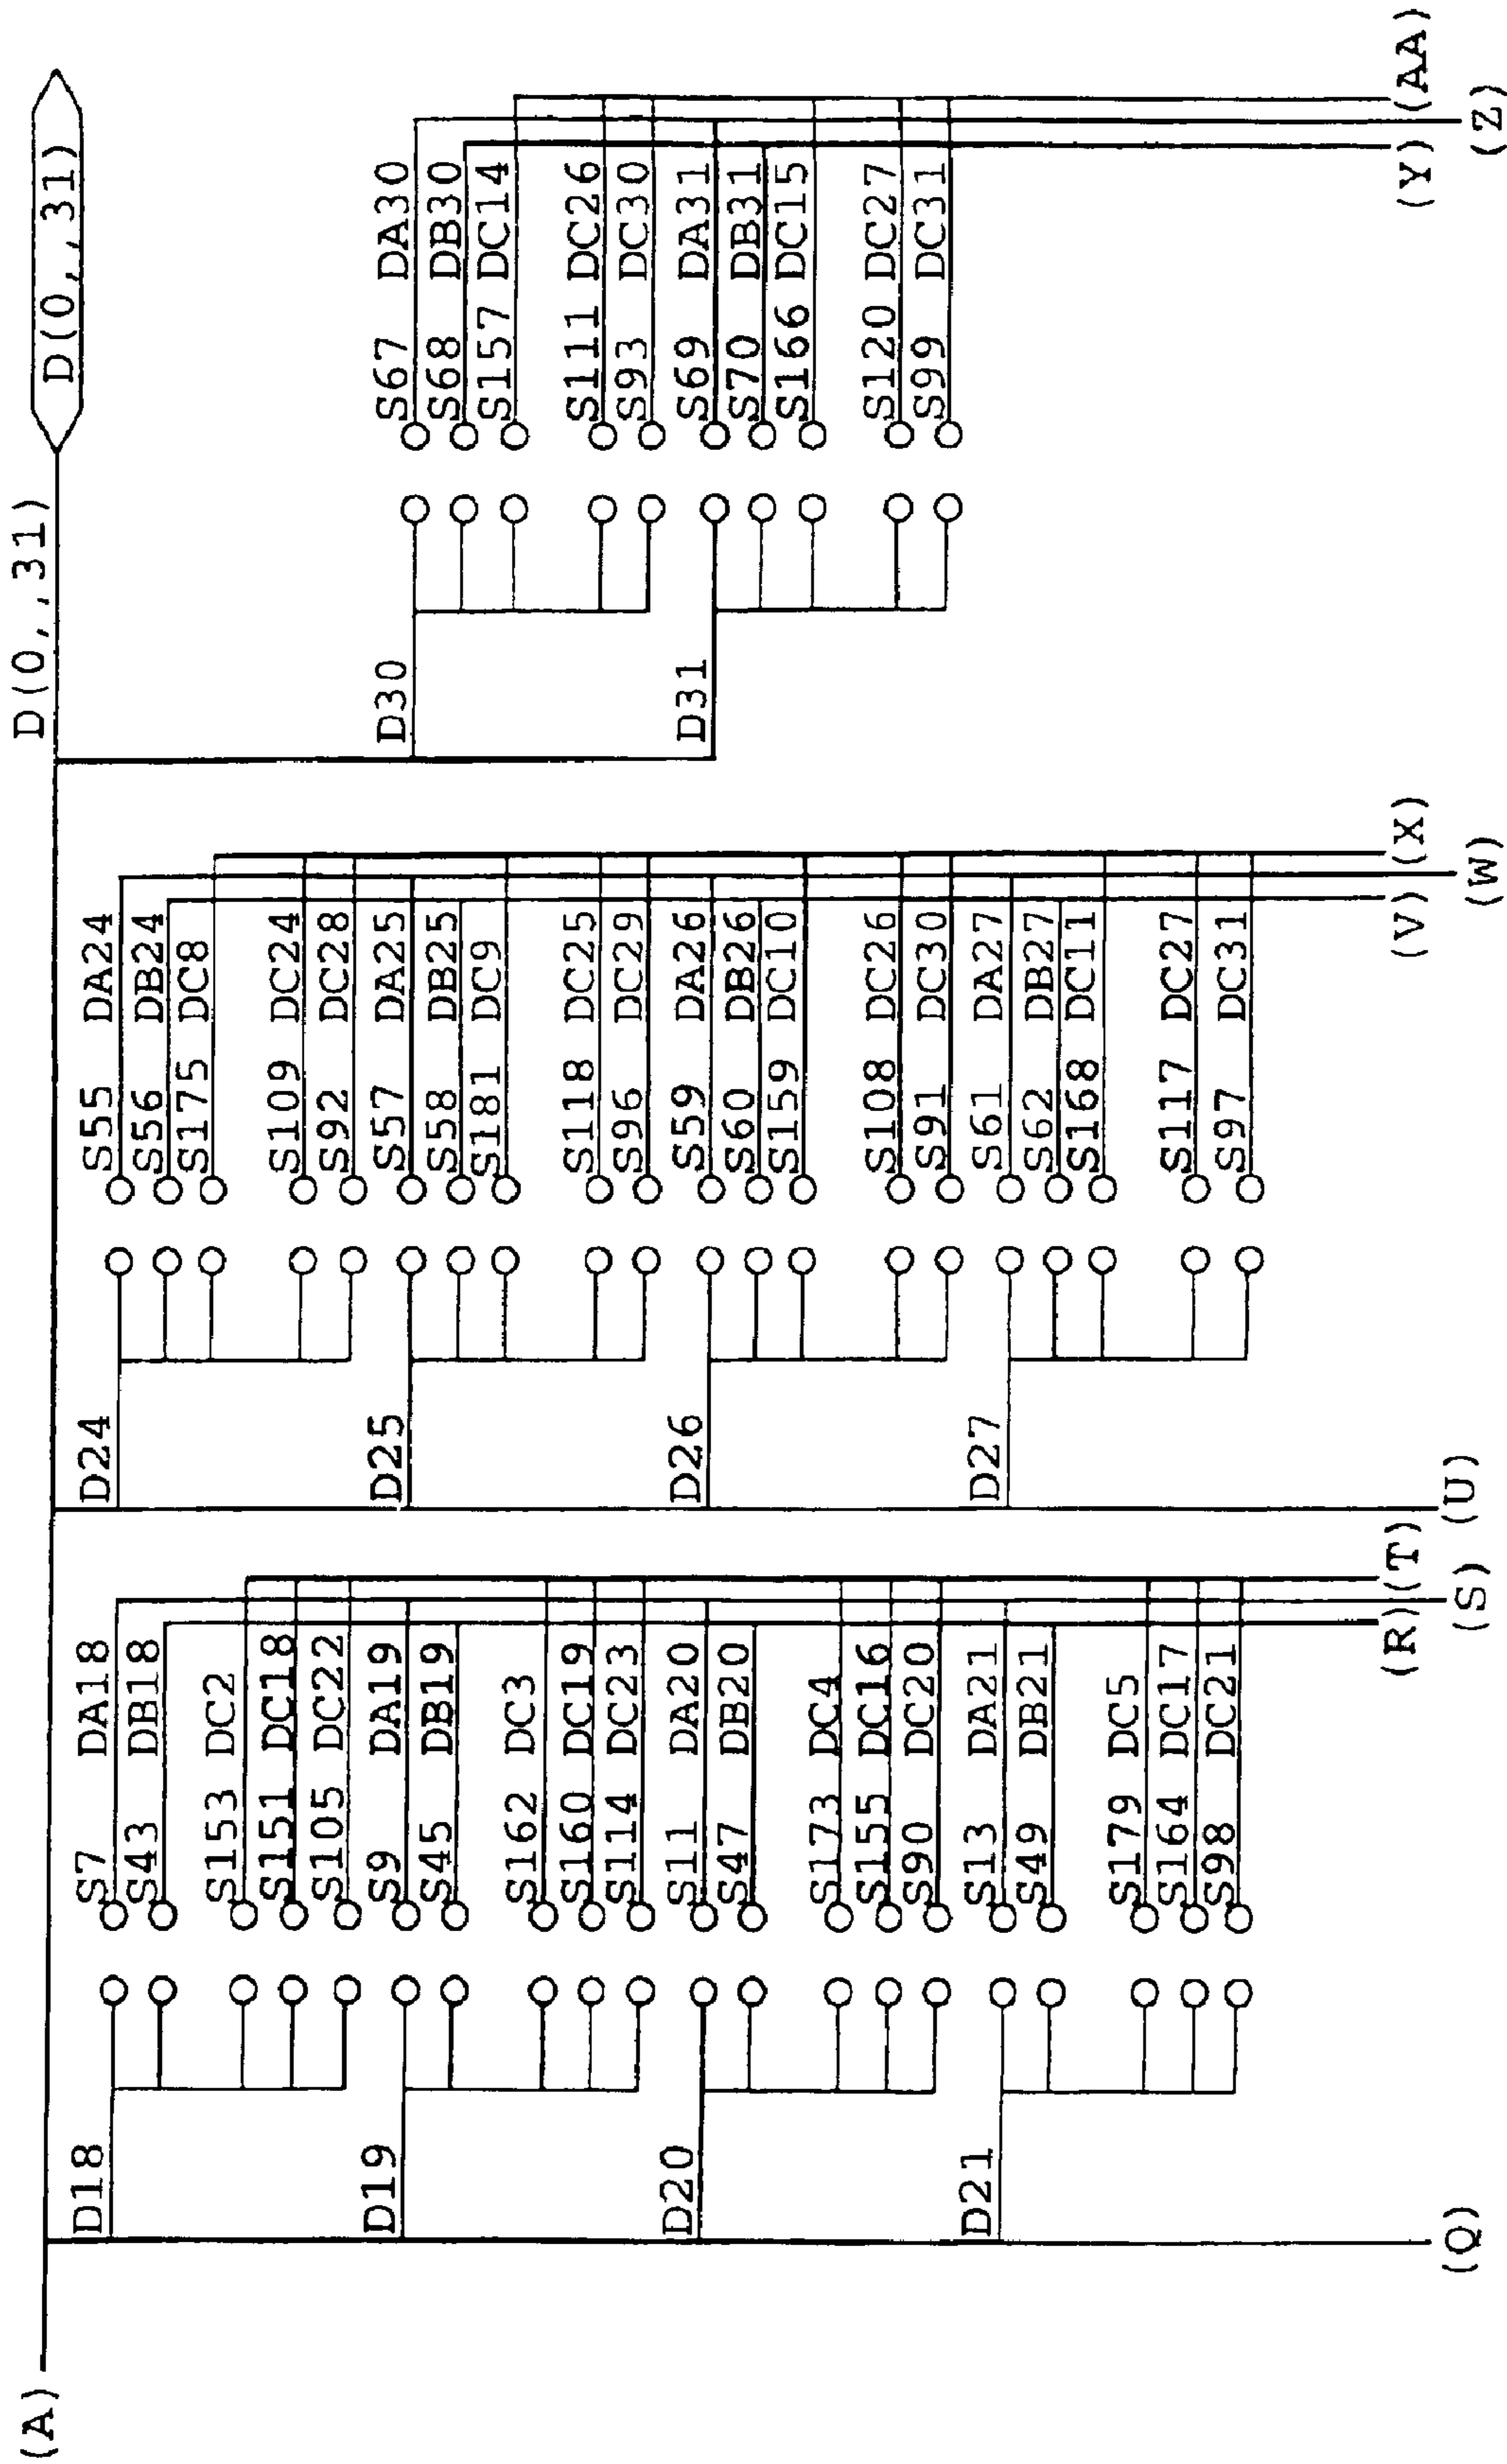 (A)
D(0,,31)
D(0,,31)
D18
S7 DA18
S43 DB18
S153 DC2
S151 DC18
S105 DC22
D19
S9 DA19
S45 DB19
S162 DC3
S160 DC19
S114 DC23
D20
S11 DA20
S47 DB20
S173 DC4
S155 DC16
S90 DC20
D21
S13 DA21
S49 DB21
S179 DC5
S164 DC17
S98 DC21
(Q)
(R)
(S)
(T)
D24
S55 DA24
S56 DB24
S175 DC8
S109 DC24
S92 DC28
D25
S57 DA25
S58 DB25
S181 DC9
S118 DC25
S96 DC29
D26
S59 DA26
S60 DB26
S159 DC10
S108 DC26
S91 DC30
D27
S61 DA27
S62 DB27
S168 DC11
S117 DC27
S97 DC31
(U)
(V)
(W)
(X)
D30
S67 DA30
S68 DB30
S157 DC14
S111 DC26
S93 DC30
D31
S69 DA31
S70 DB31
S166 DC15
S120 DC27
S99 DC31
(Y)
(Z)
(AA)